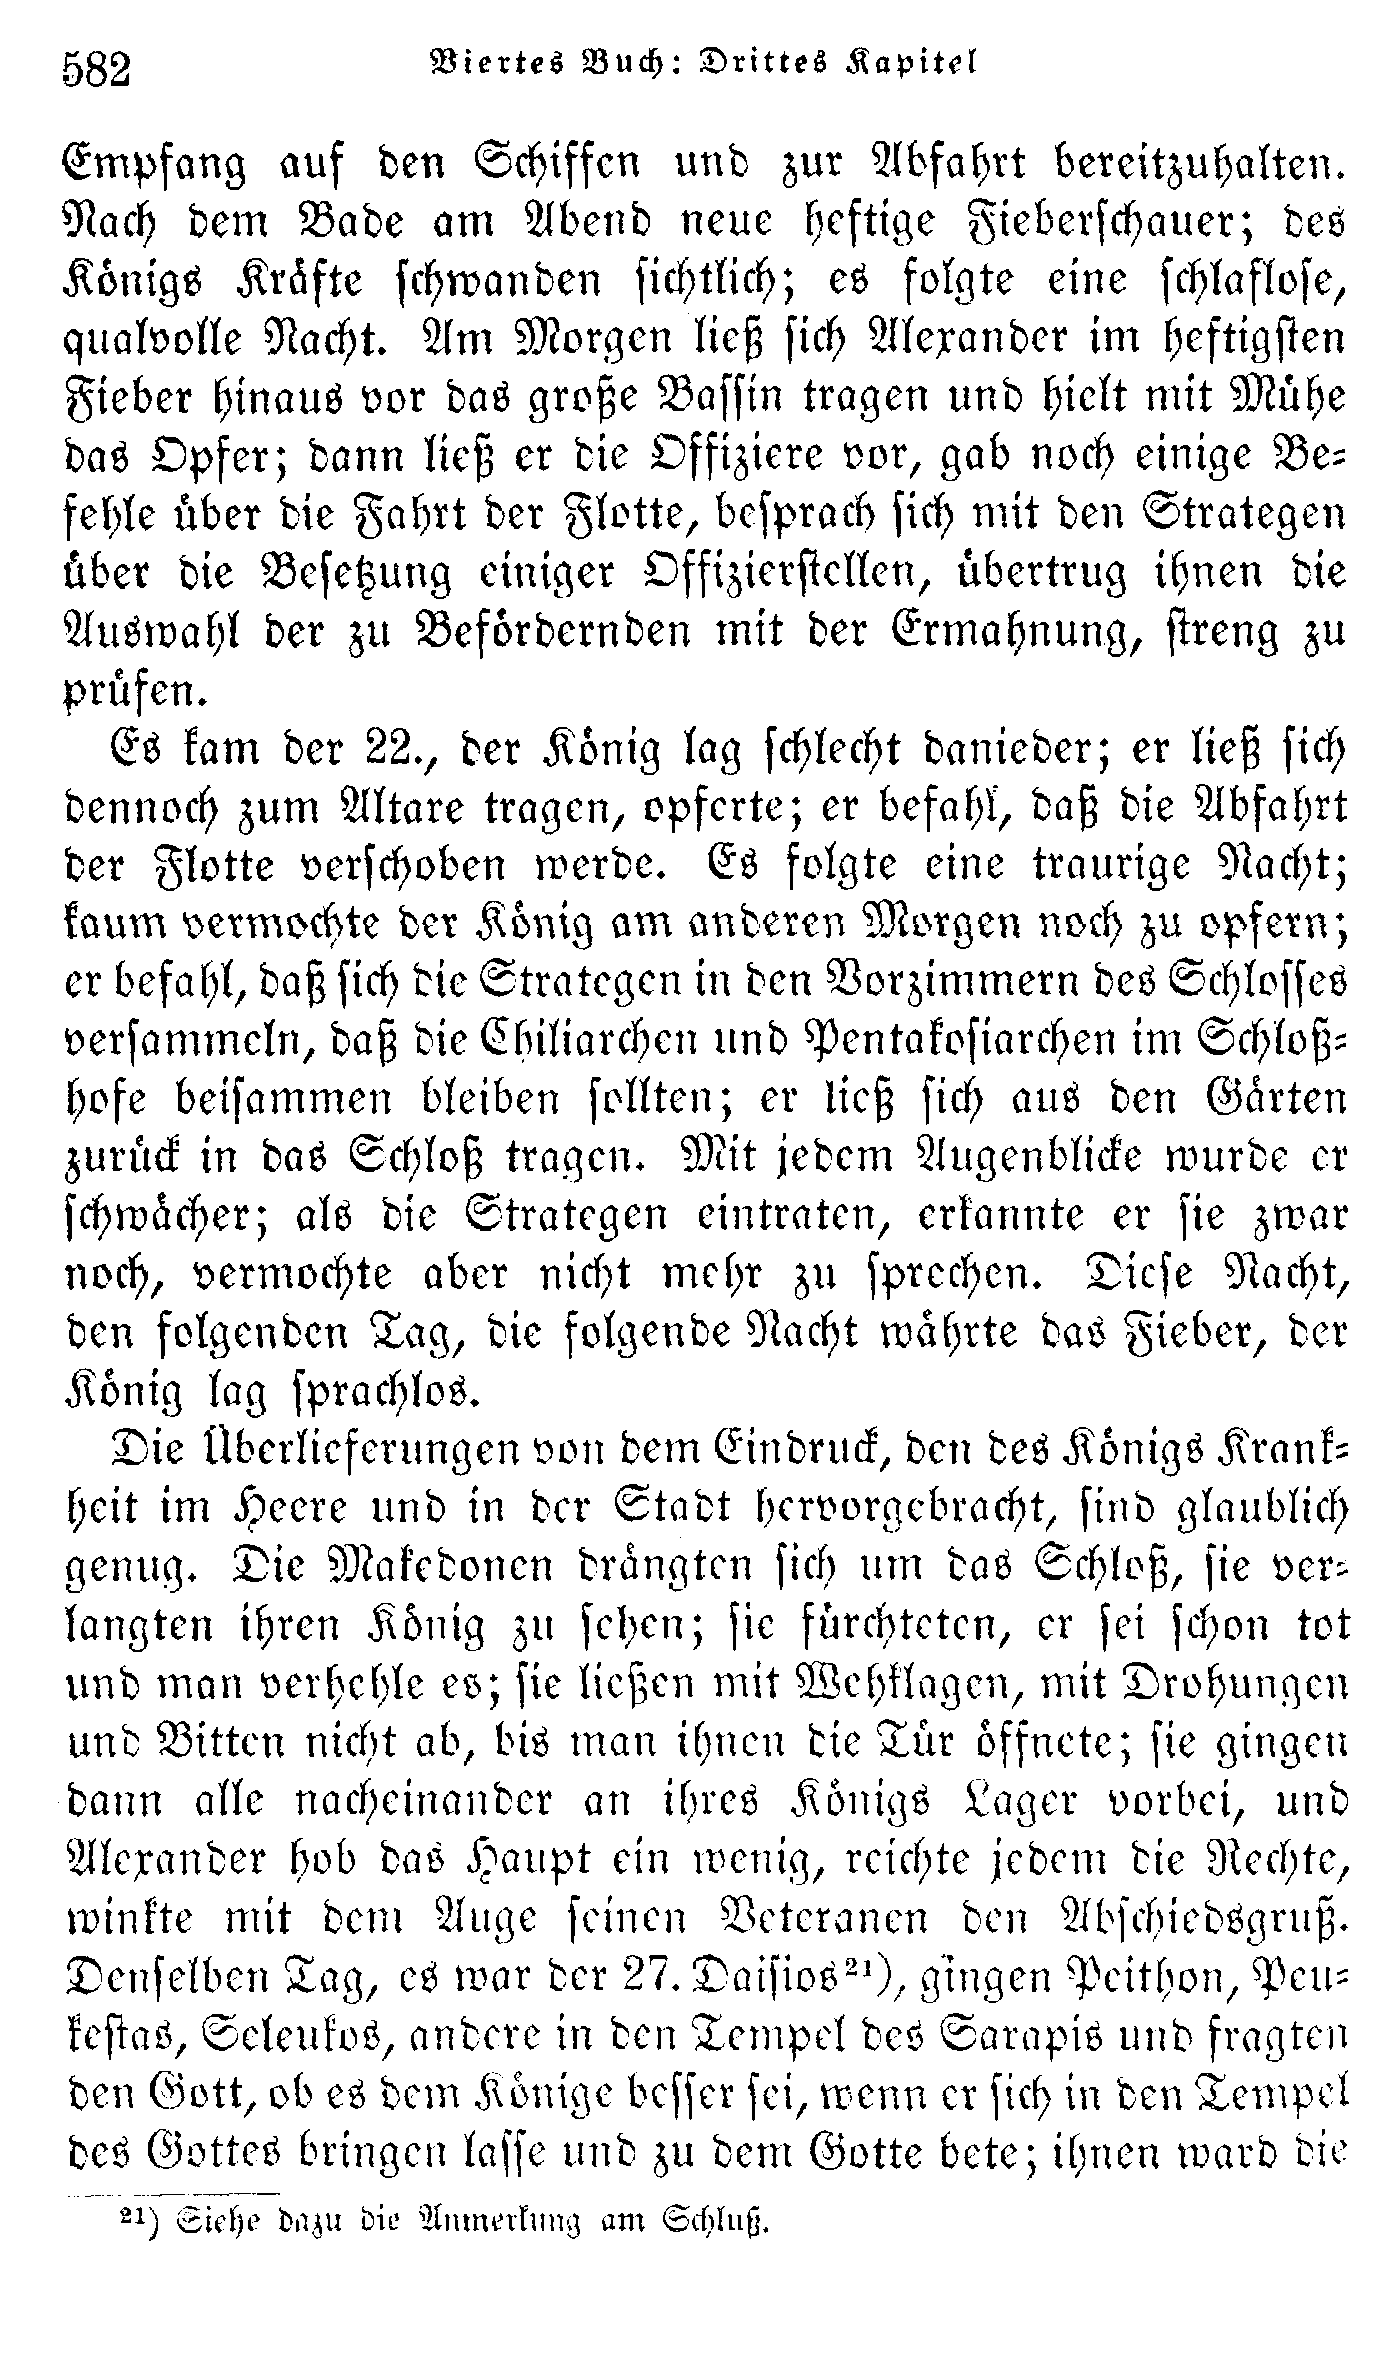 582
Viertes Buch: Drittes Kapitel
Empfang auf den Schiffen und zur Abfahrt bereitzuhalten.
Nach dem Bade am Abend neue heftige Fieberschauer; des
Königs Kräfte schwanden sichtlich; es folgte eine schlaflose,
qualvolle Nacht. Am Morgen ließ sich Alexander im heftigsten
Fieber hinaus vor das große Bassin tragen und hielt mit Mühe
das Opfer; dann ließ er die Offiziere vor, gab noch einige Be-
fehle über die Fahrt der Flotte, besprach sich mit den Strategen
über die Besetzung einiger Offizierstellen, übertrug ihnen die
Auswahl der zu Befördernden mit der Ermahnung, streng zu
prüfen.
Es kam der 22., der König lag schlecht danieder; er ließ sich
dennoch zum Altare tragen, opferte; er befahl, daß die Abfahrt
der Flotte verschoben werde. Es folgte eine traurige Nacht;
kaum vermochte der König am anderen Morgen noch zu opfern;
er befahl, daß sich die Strategen in den Vorzimmern des Schlosses
versammeln, daß die Chiliarchen und Pentakosiarchen im Schloß-
hofe beisammen bleiben sollten; er ließ sich aus den Gärten
zurück in das Schloß tragen. Mit jedem Augenblicke wurde er
schwächer; als die Strategen eintraten, erkannte er sie zwar
noch, vermochte aber nicht mehr zu sprechen. Diese Nacht,
den folgenden Tag, die folgende Nacht währte das Fieber, der
König lag sprachlos.
Die Überlieferungen von dem Eindruck, den des Königs Krank-
heit im Heere und in der Stadt hervorgebracht, sind glaublich
genug. Die Makedonen drängten sich um das Schloß, sie ver-
langten ihren König zu sehen; sie fürchteten, er sei schon tot
und man verhehle es; sie ließen mit Wehklagen, mit Drohungen
und Bitten nicht ab, bis man ihnen die Tür öffnete; sie gingen
dann alle nacheinander an ihres Königs Lager vorbei, und
Alexander hob das Haupt ein wenig, reichte jedem die Rechte,
winkte mit dem Auge seinen Veteranen den Abschiedsgruß.
Denselben Tag, es war der 27. Daisios²¹), gingen Peithon, Peu-
kestas, Seleukos, andere in den Tempel des Sarapis und fragten
den Gott, ob es dem Könige besser sei, wenn er sich in den Tempel
des Gottes bringen lasse und zu dem Gotte bete; ihnen ward die
²¹) Siehe dazu die Anmerkung am Schluß.